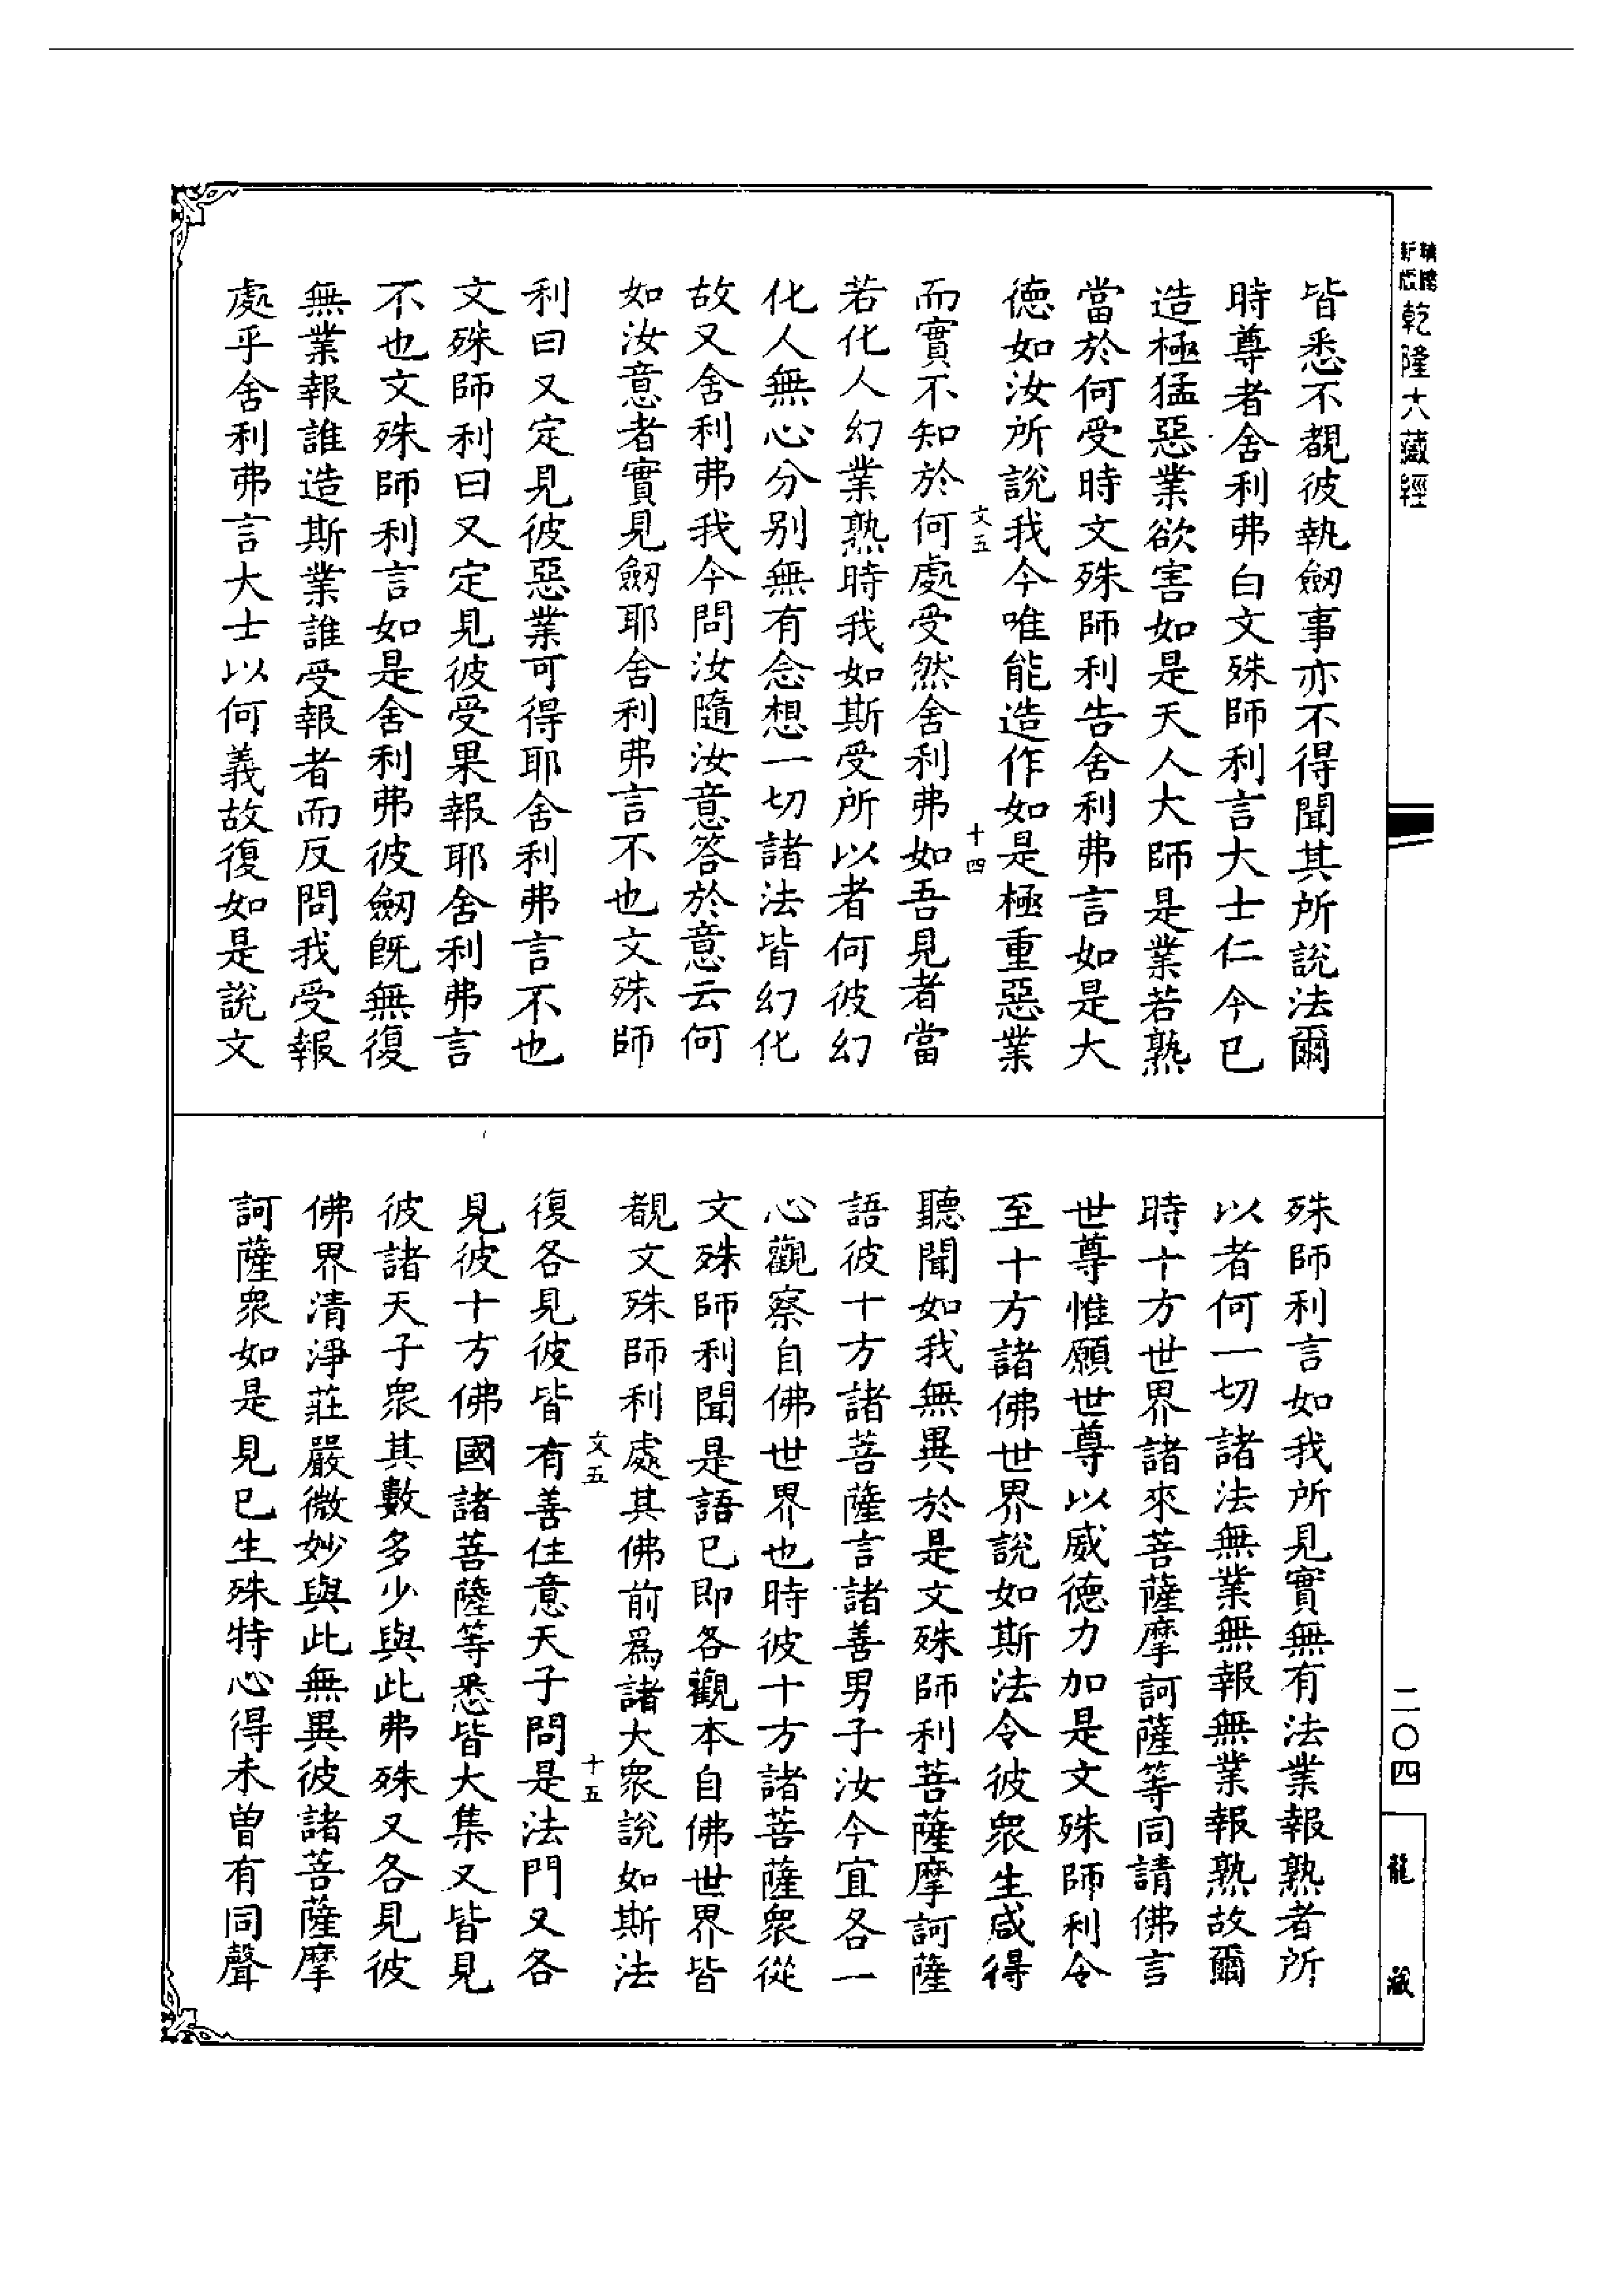 精縮
新版
乾隆大藏經
皆悉不覩彼執劒事亦不得聞其所説法爾
時尊者舍利弗白文殊師利言大士仁今已
造極猛惡業欲害如是天人大師是業若熟
當於何受時文殊師利告舍利弗言如是大
德如汝所説我今唯能造作如是極重惡業
文五
十四
而實不知於何處受然舍利弗如吾見者當
若化人幻業熟時我如斯受所以者何彼幻
化人無心分别無有念想一切諸法皆幻化
故又舍利弗我今問汝隨汝意答於意云何
如汝意者實見劒耶舍利弗言不也文殊師
利曰又定見彼惡業可得耶舍利弗言不也
文殊師利曰又定見彼受果報耶舍利弗言
不也文殊師利言如是舍利弗彼劒既無復
無業報誰造斯業誰受報者而反問我受報
處乎舍利弗言大士以何義故復如是説文
殊師利言如我所見實無有法業報熟者所
以者何一切諸法無業無報無業報熟故爾
時十方世界諸來菩薩摩訶薩等同請佛言
世尊惟願世尊以威德力加是文殊師利令
至十方諸佛世界説如斯法令彼衆生咸得
聽聞如我無異於是文殊師利菩薩摩訶薩
語彼十方諸菩薩言諸善男子汝今宜各一
心觀察自佛世界也時彼十方諸菩薩衆從
文殊師利聞是語已即各觀本自佛世界皆
覩文殊師利處其佛前爲諸大衆説如斯法
文五
十五
復各見彼皆有善住意天子問是法門又各
見彼十方佛國諸菩薩等悉皆大集又皆見
彼諸天子衆其數多少與此弗殊又各見彼
佛界清淨莊嚴微妙與此無異彼諸菩薩摩
訶薩衆如是見已生殊特心得未曾有同聲
二〇四
龍藏